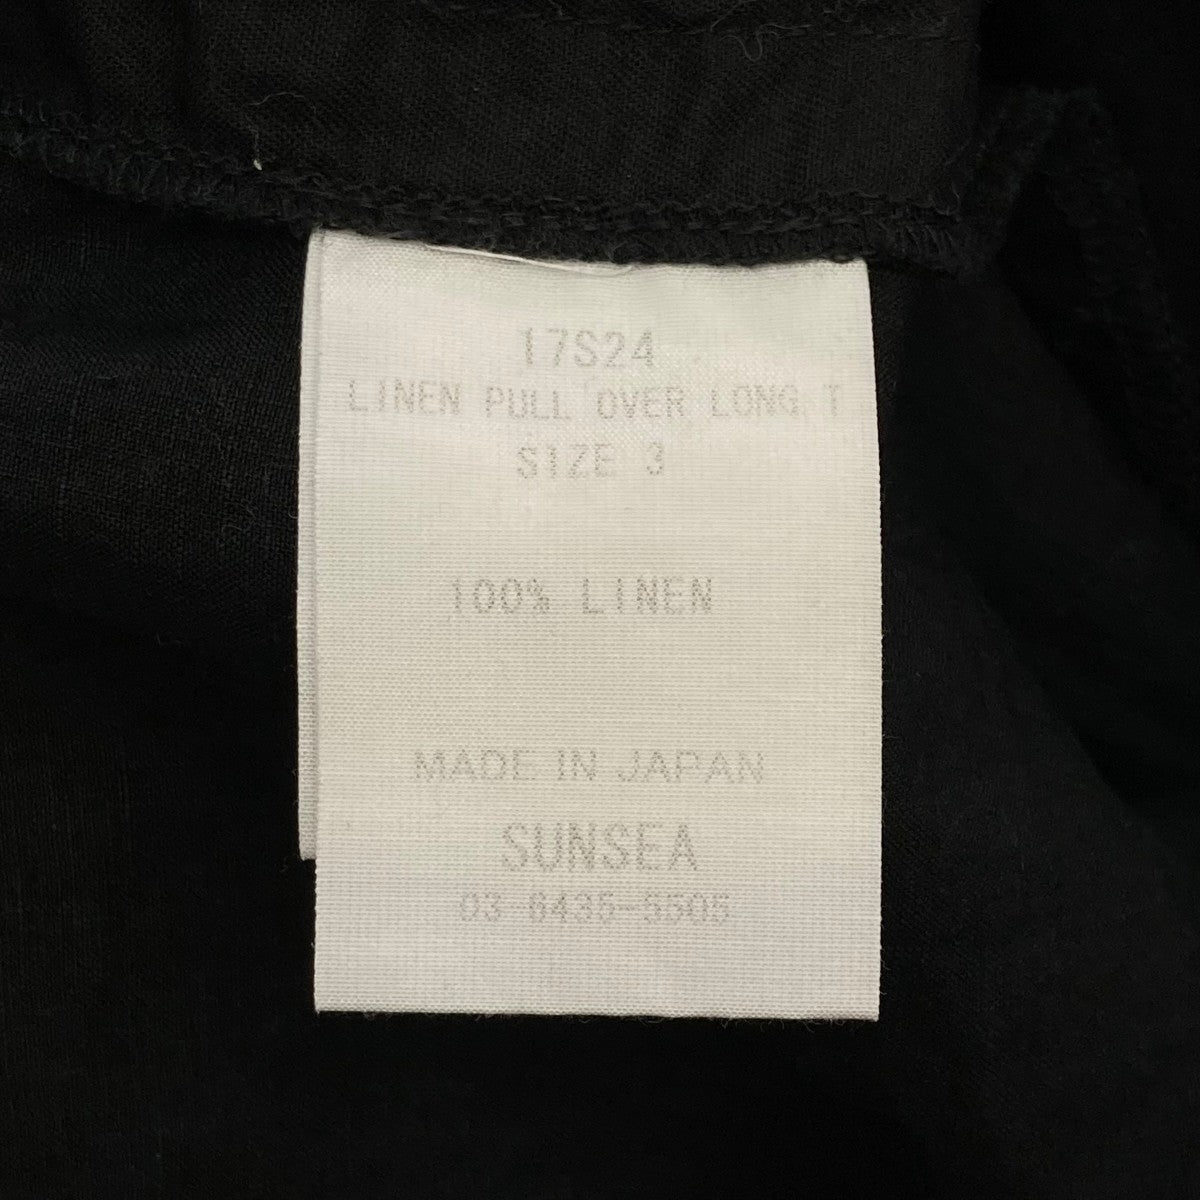 17S24
LINEN PULL OVER LONG T
SIZE 3
100% LINEN
MADE IN JAPAN
SUNSEA
03-6435-5505